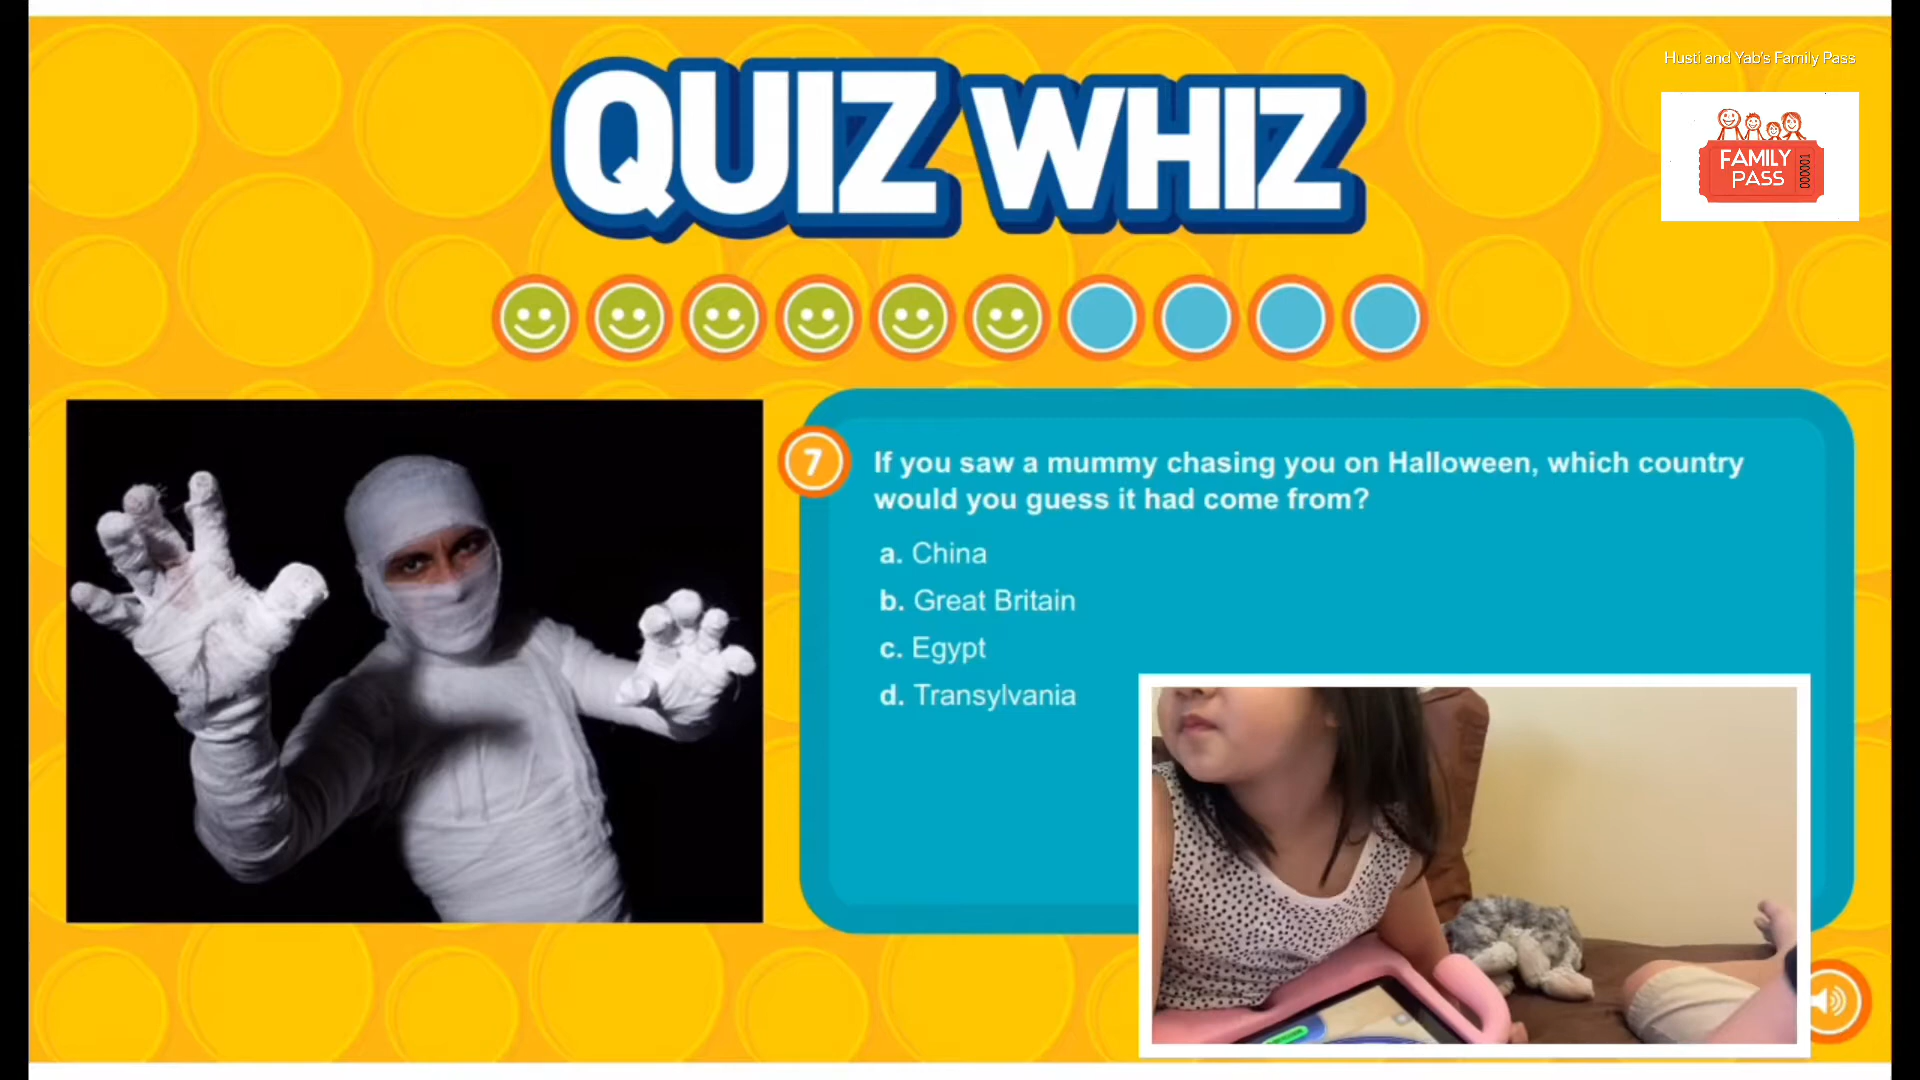 Husti and Yab's Family Pass
QUIZ WHIZ
FAMILY
PASS
000001
7
If you saw a mummy chasing you on Halloween, which country
would you guess it had come from?
a. China
b. Great Britain
c. Egypt
d. Transylvania